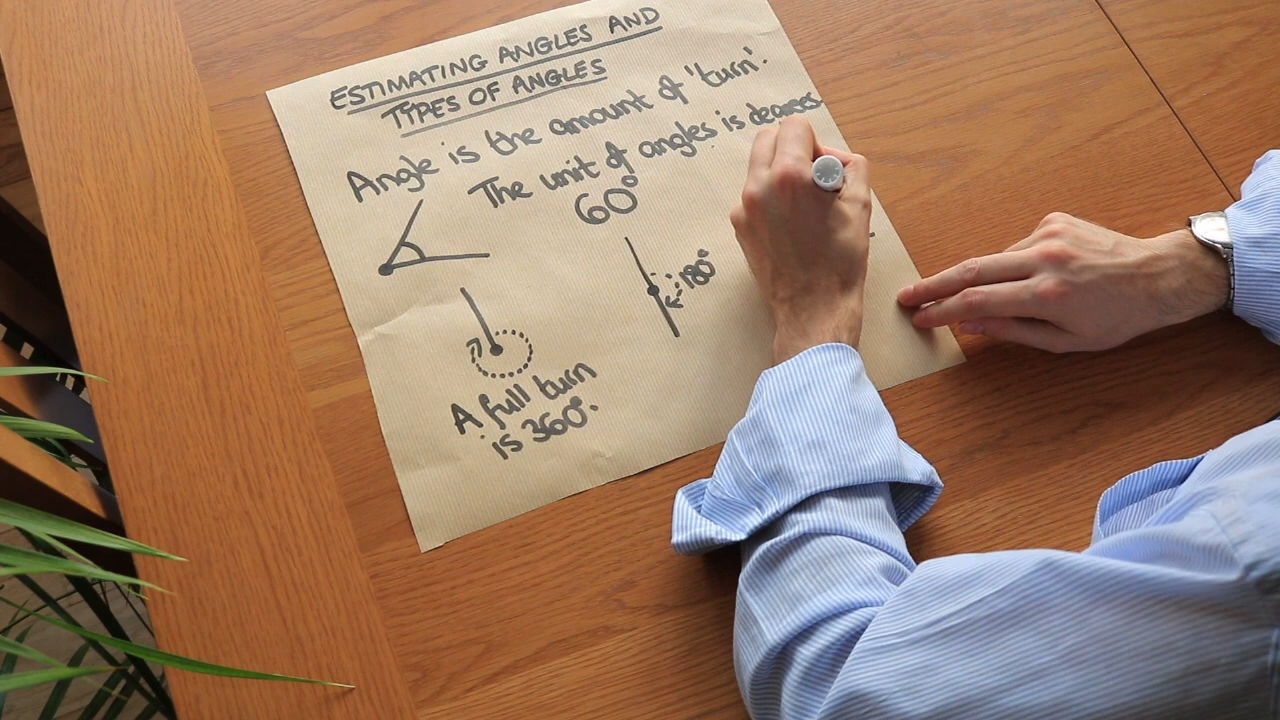 ESTIMATING ANGLES AND
TYPES OF ANGLES
Angle is the amount of 'turn'.
The unit of angles is degrees
60°
180°
A full turn
is 360°.